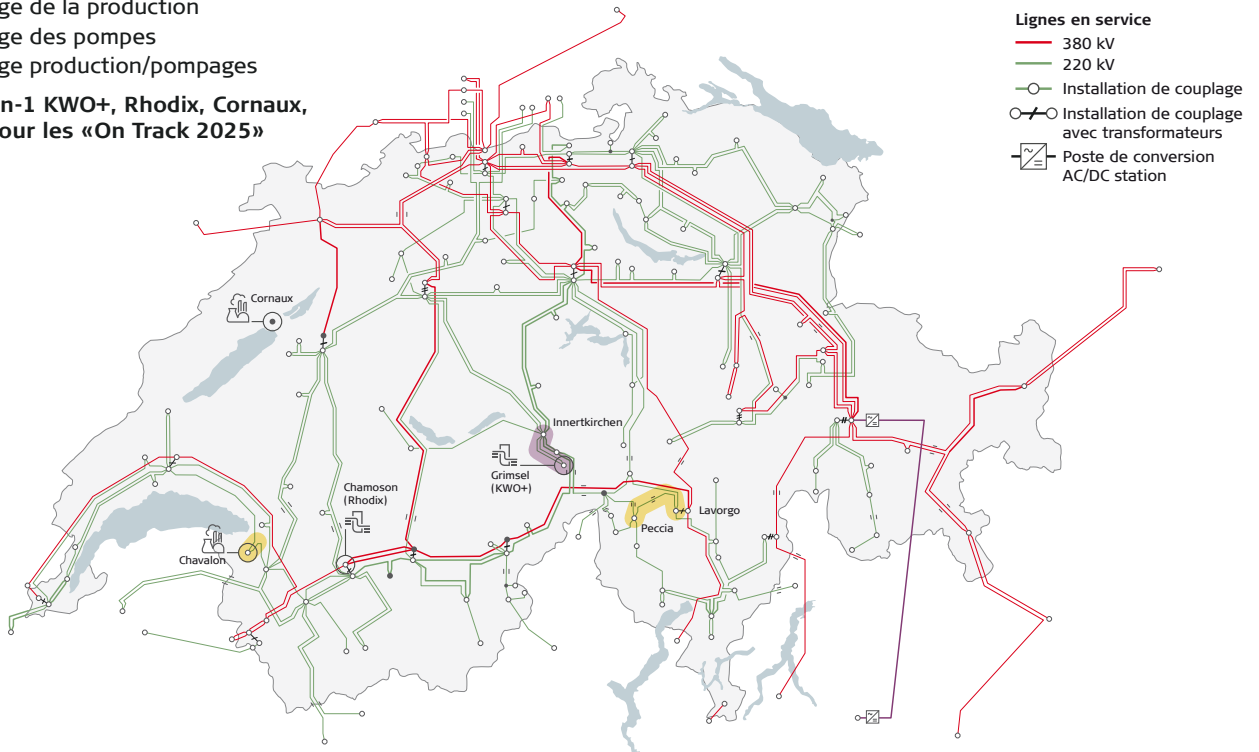 ge de la production
ge des pompes
ge production/pompages
n-1 KWO+, Rhodix, Cornaux,
our les «On Track 2025»
Lignes en service
380 kV
220 kV
Installation de couplage
Installation de couplage
avec transformateurs
Poste de conversion
AC/DC station
Cornaux
Innertkirchen
Grimsel
(KWO+)
Chamoson
(Rhodix)
Lavorgo
Peccia
Chavalon